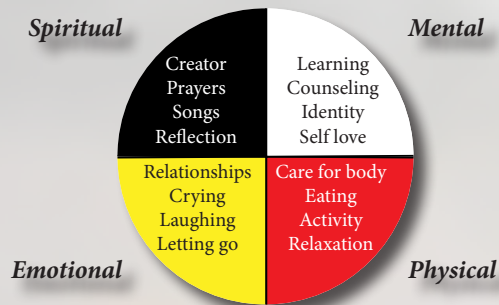 Spiritual
Mental
Creator
Prayers
Songs
Reflection
Learning
Counseling
Identity
Self love
Relationships
Crying
Laughing
Letting go
Care for body
Eating
Activity
Relaxation
Emotional
Physical